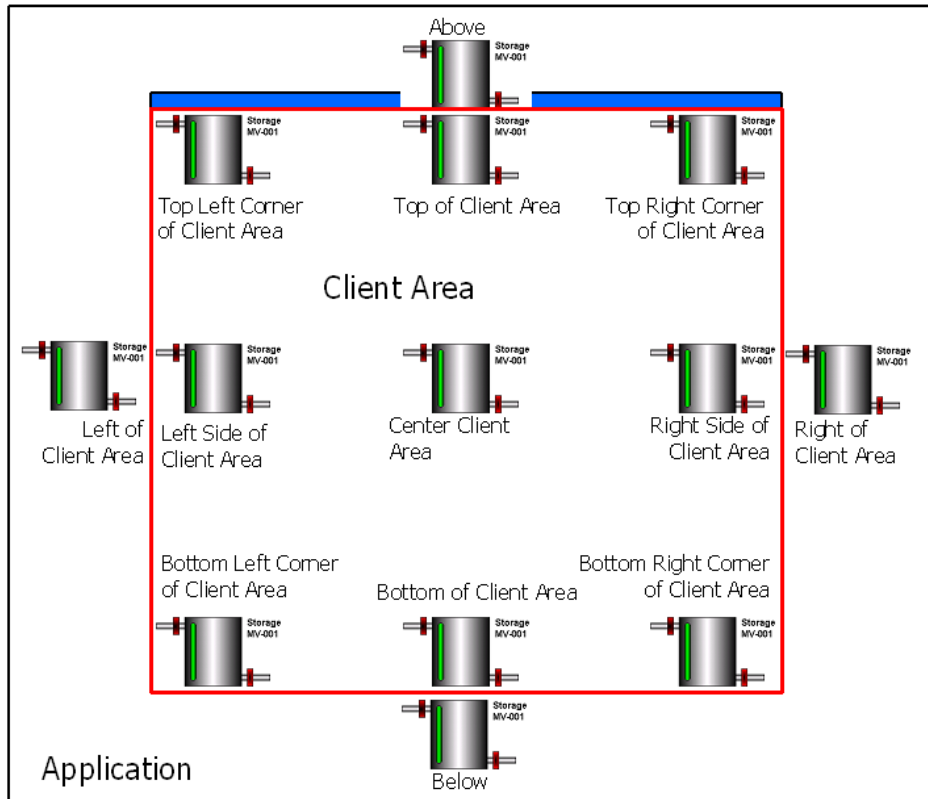 Above
Storage
MV-001
Storage
MV-001
Storage
MV-001
Storage
MV-001
Top Left Corner
of Client Area
Top of Client Area
Top Right Corner
of Client Area
Client Area
Storage
MV-001
Storage
MV-001
Storage
MV-001
Storage
MV-001
Storage
MV-001
Left of
Client Area
Left Side of
Client Area
Center Client
Area
Right Side of
Client Area
Right of
Client Area
Bottom Left Corner
of Client Area
Bottom of Client Area
Bottom Right Corner
of Client Area
Storage
MV-001
Storage
MV-001
Storage
MV-001
Storage
MV-001
Below
Application